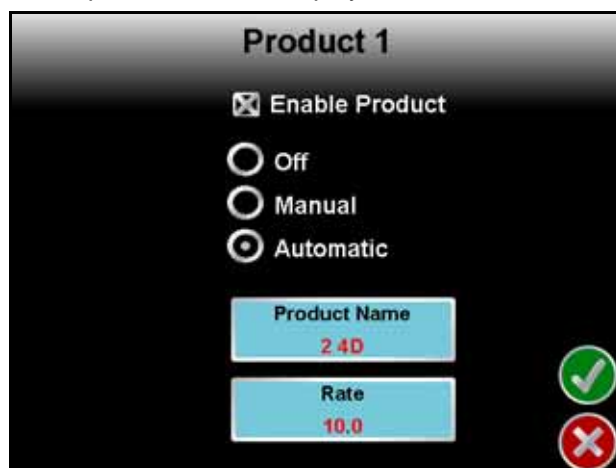 Product 1
Enable Product
Off
Manual
Automatic
Product Name
2 4D
Rate
10.0